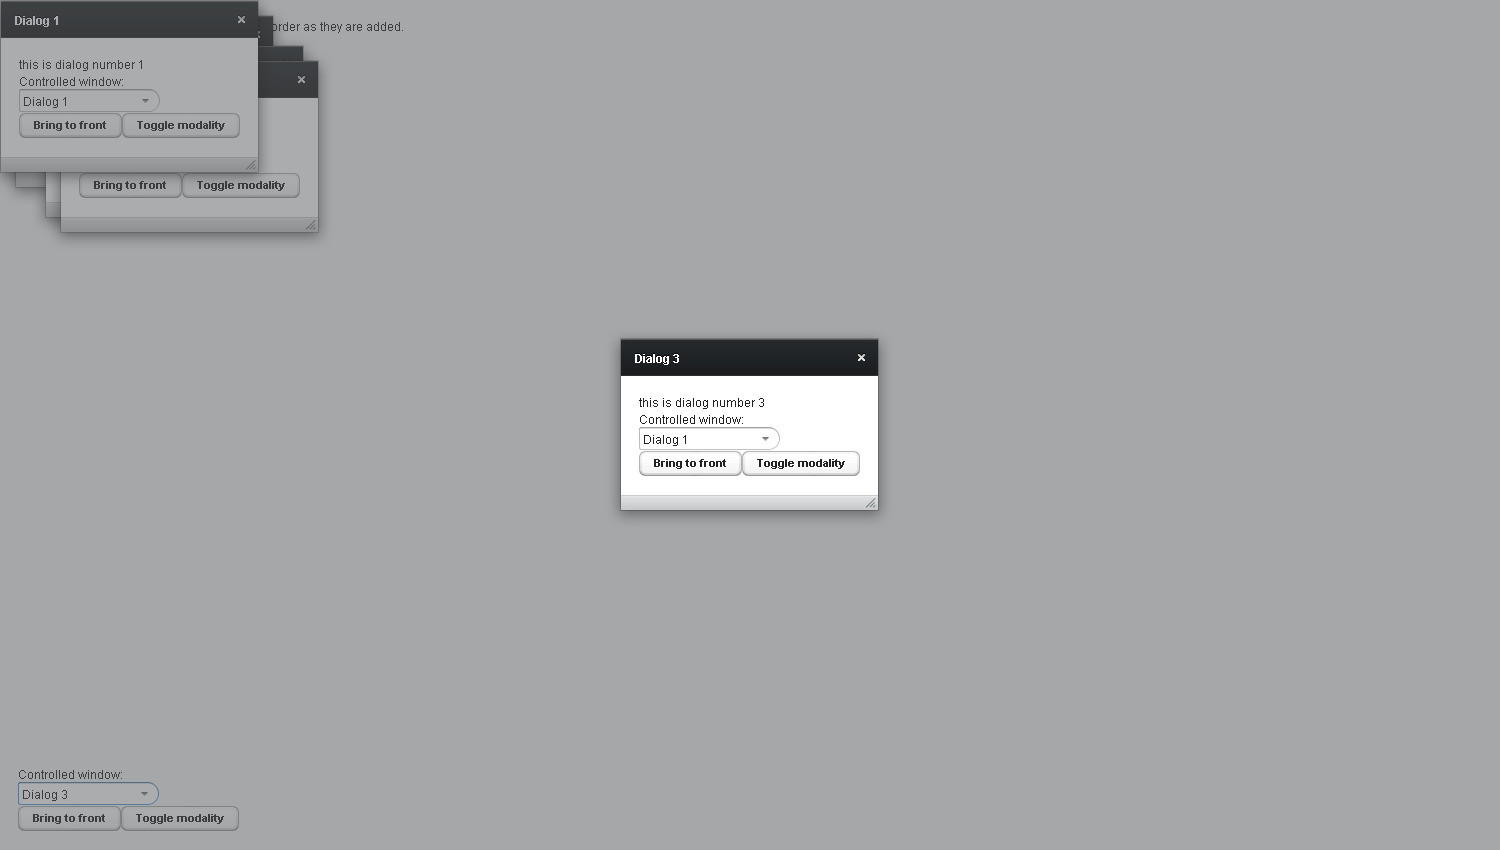 Dialog 1
order as they are added.
this is dialog number 1
Controlled window:
Dialog 1
Bring to front
Toggle modality
Bring to front
Toggle modality
Dialog 3
this is dialog number 3
Controlled window:
Dialog 1
Bring to front
Toggle modality
Controlled window:
Dialog 3
Bring to front
Toggle modality